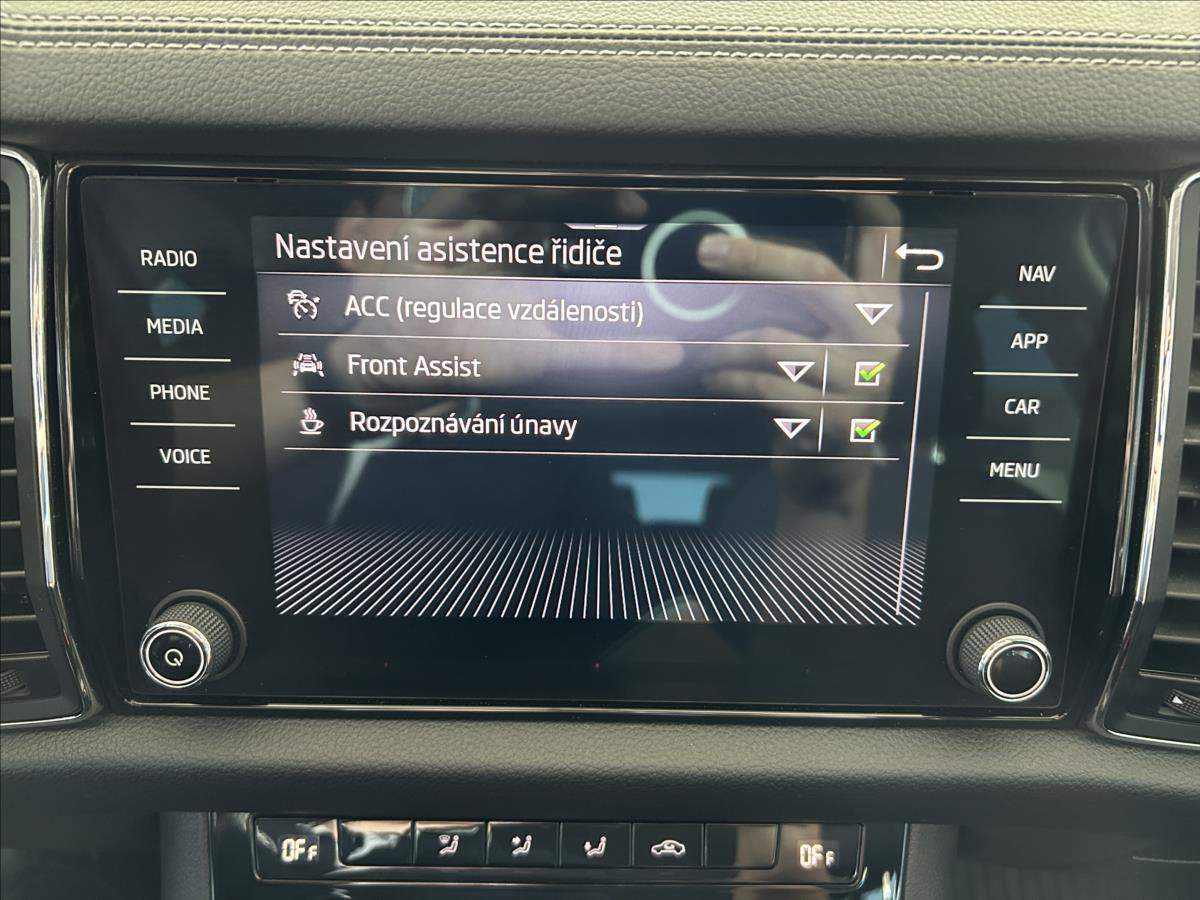 Nastavení asistence řidiče
RADIO
NAV
ACC (regulace vzdálenosti)
MEDIA
APP
Front Assist
PHONE
CAR
Rozpoznávání únavy
VOICE
MENU
OFF
OFF